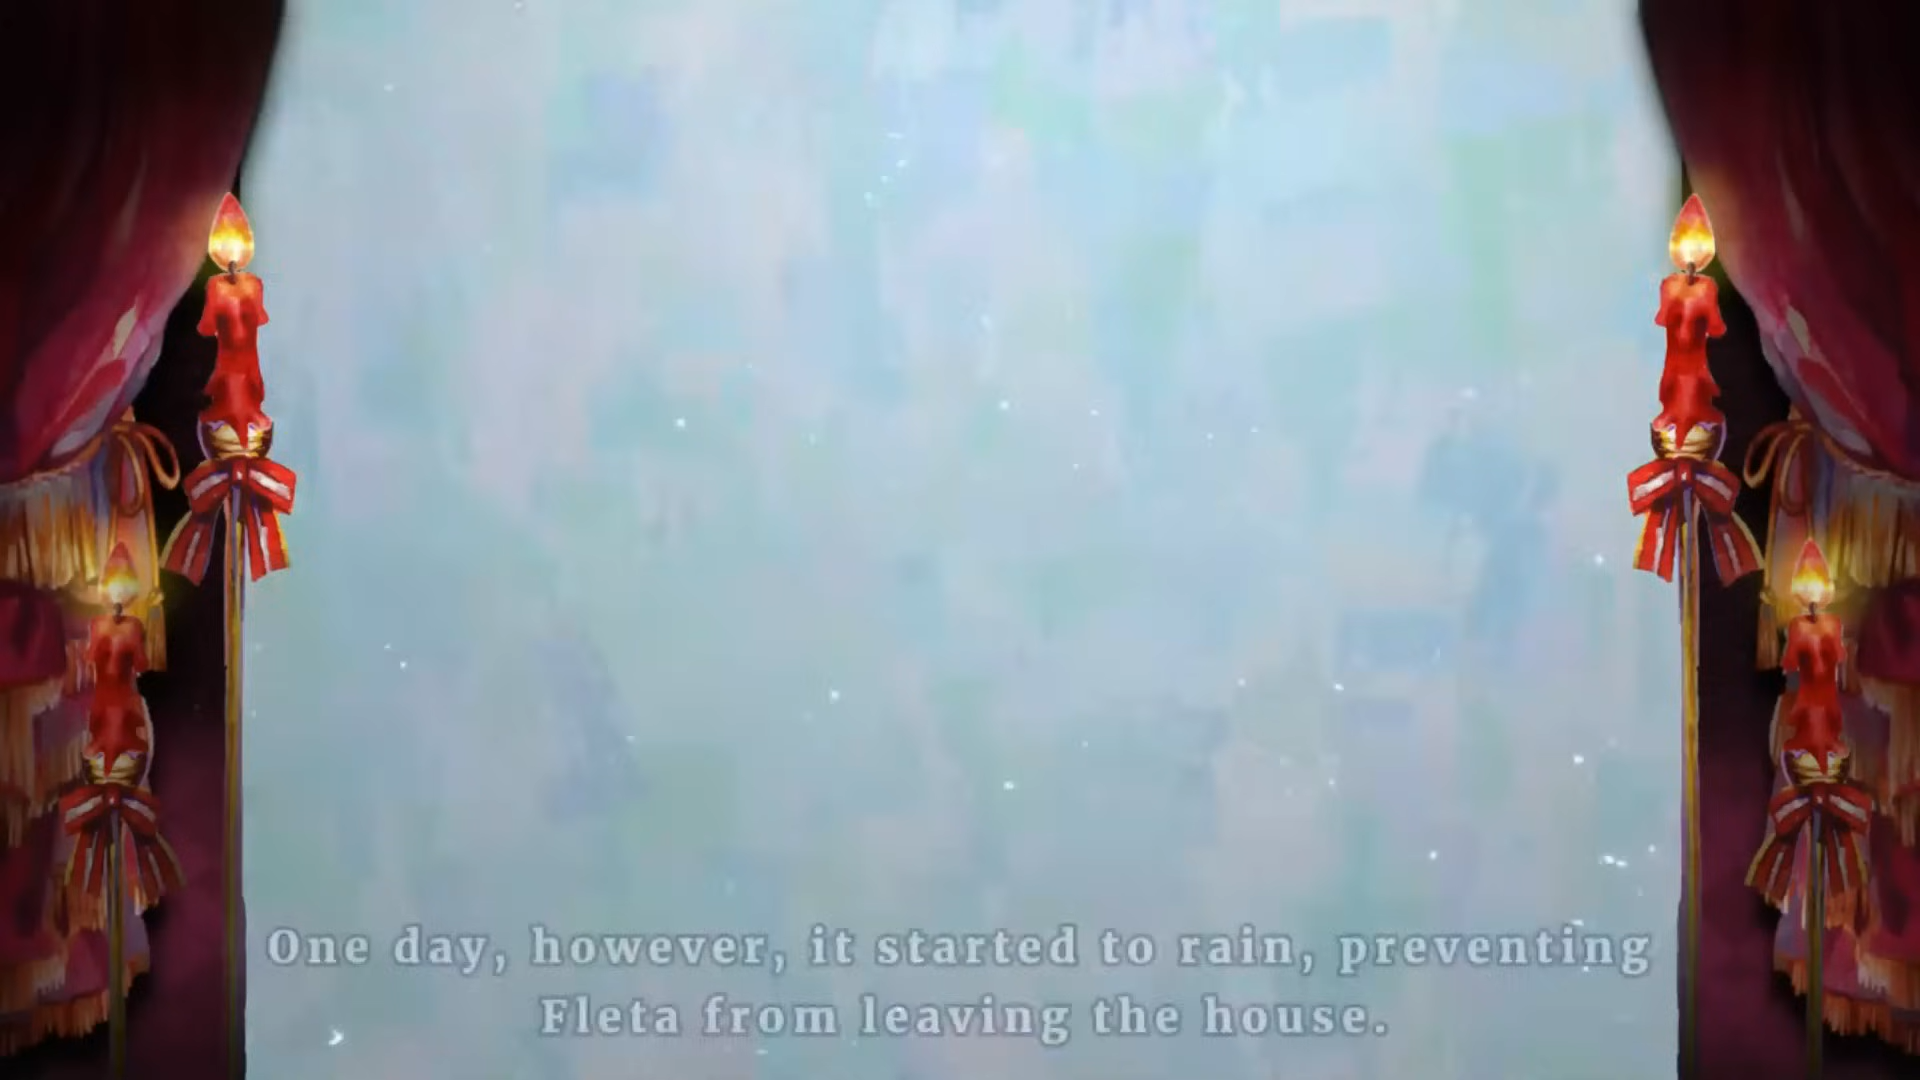 One day, however, it started to rain, preventing
Fleta from leaving the house.